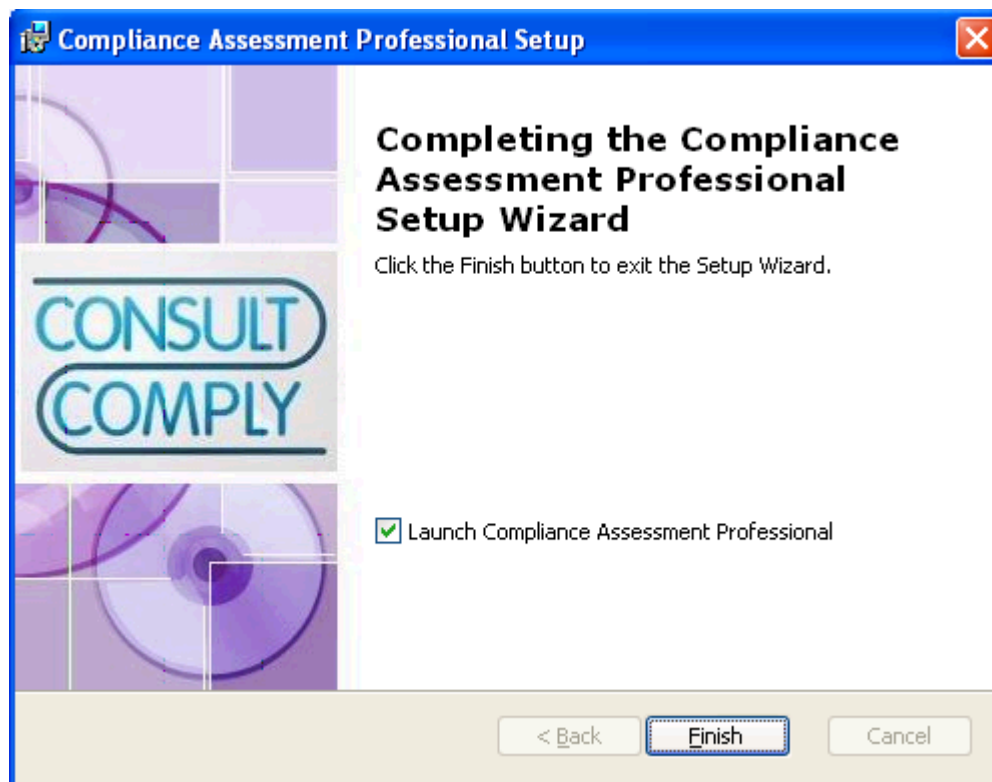 Compliance Assessment Professional Setup
Completing the Compliance
Assessment Professional
Setup Wizard
Click the Finish button to exit the Setup Wizard.
CONSULT
COMPLY
Launch Compliance Assessment Professional
< Back
Finish
Cancel